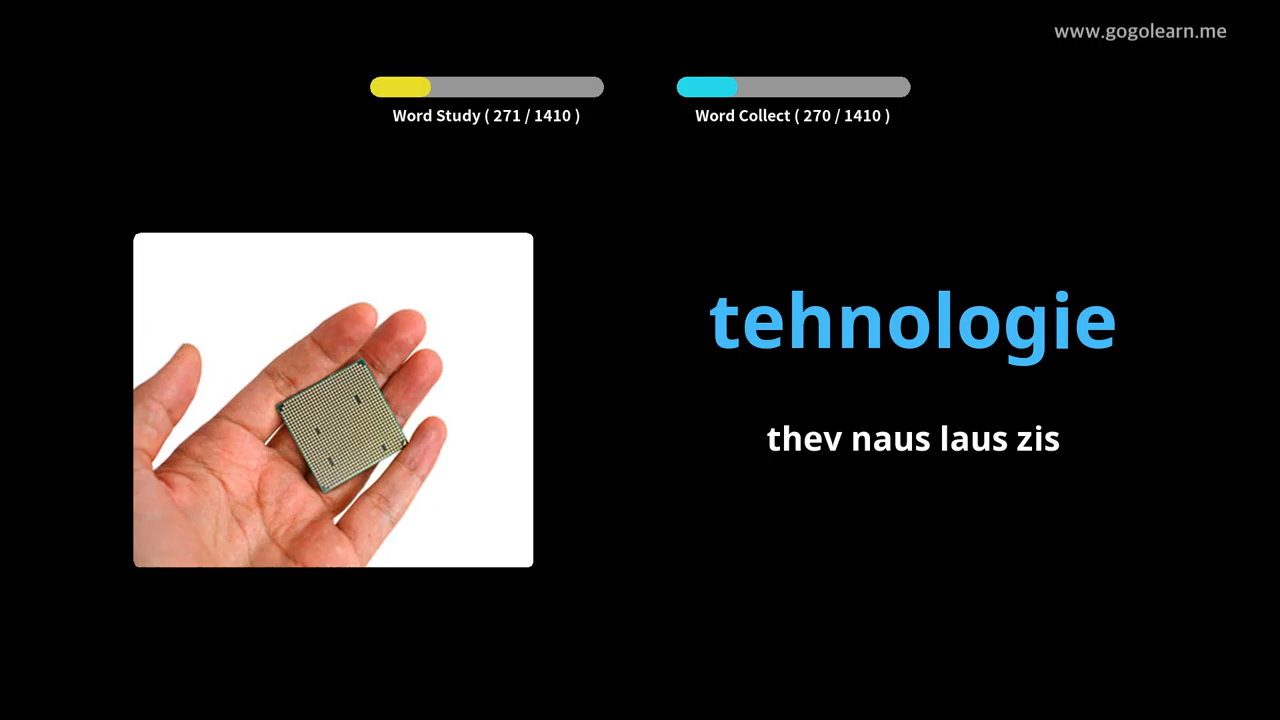 www.gogolearn.me
Word Study ( 271 / 1410 )
Word Collect ( 270 / 1410 )
tehnologie
thev naus laus zis